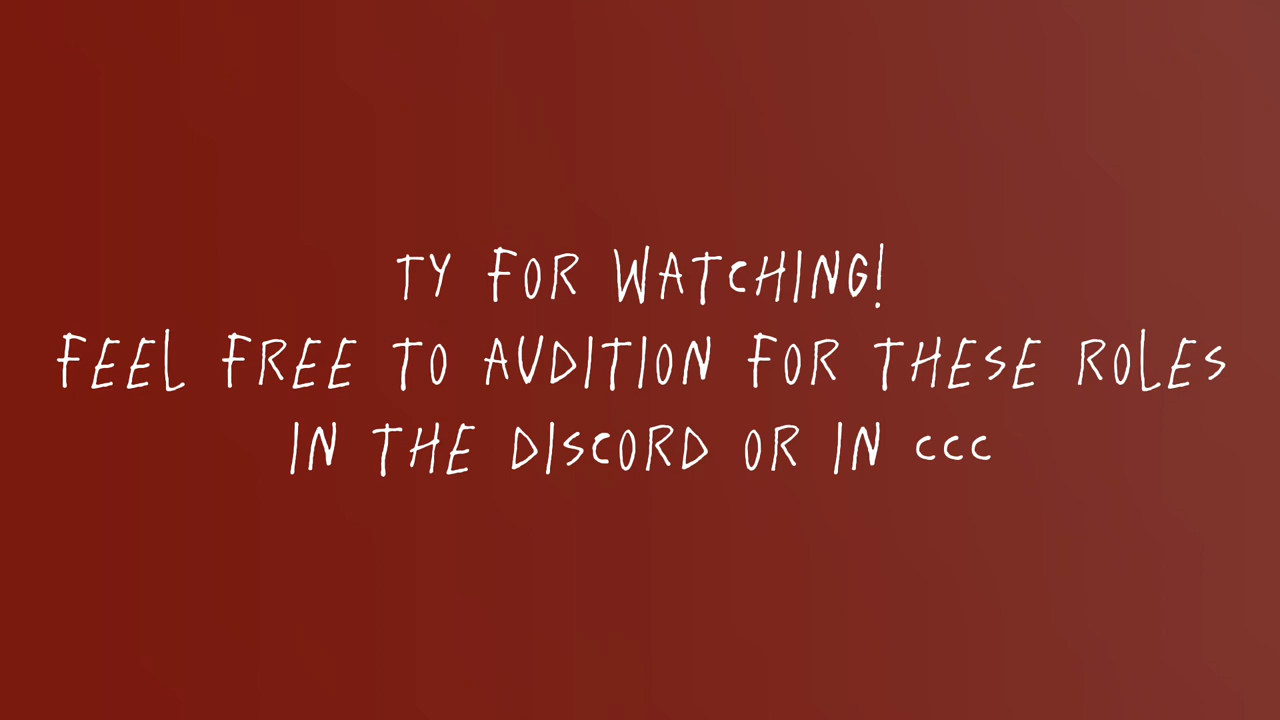 TY FOR WATCHING!
FEEL FREE TO AUDITION FOR THESE ROLES
IN THE DISCORD OR IN CCC